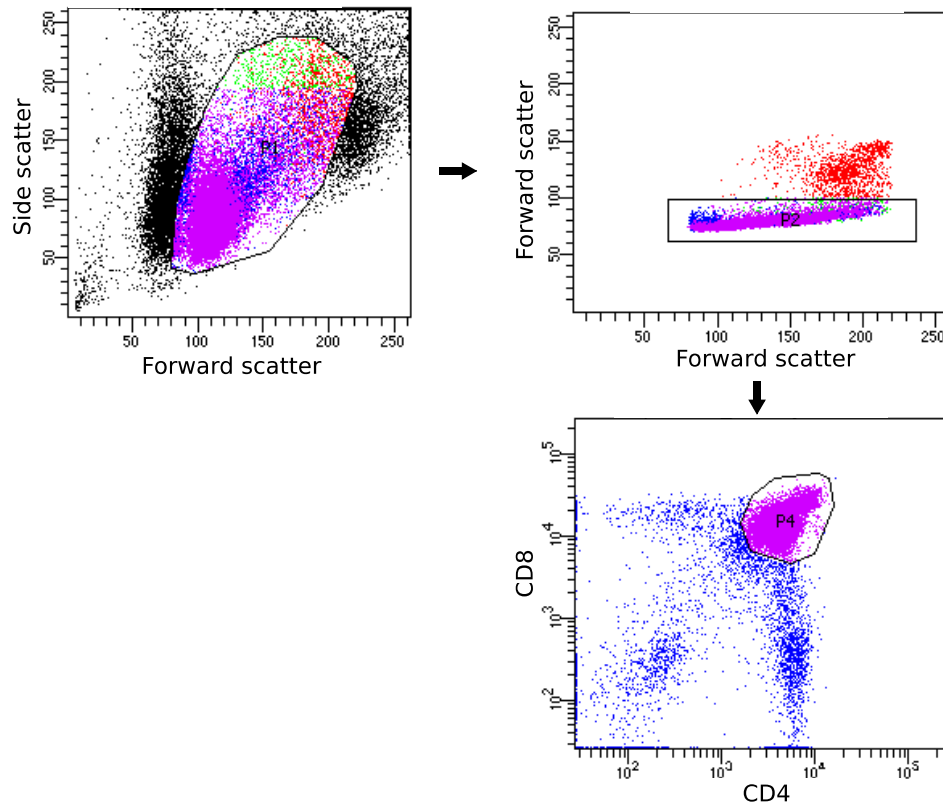 250
200
150
100
50
Side scatter
P1
50 100 150 200 250
Forward scatter
250
200
150
100
50
Forward scatter
P2
50 100 150 200 250
Forward scatter
10^5
10^4
10^3
10^2
CD8
P4
10^2 10^3 10^4 10^5
CD4